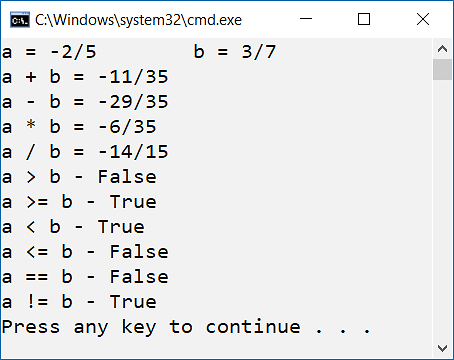 C:\Windows\system32\cmd.exe
a = -2/5        b = 3/7
a + b = -11/35
a - b = -29/35
a * b = -6/35
a / b = -14/15
a > b - False
a >= b - True
a < b - True
a <= b - False
a == b - False
a != b - True
Press any key to continue . . .